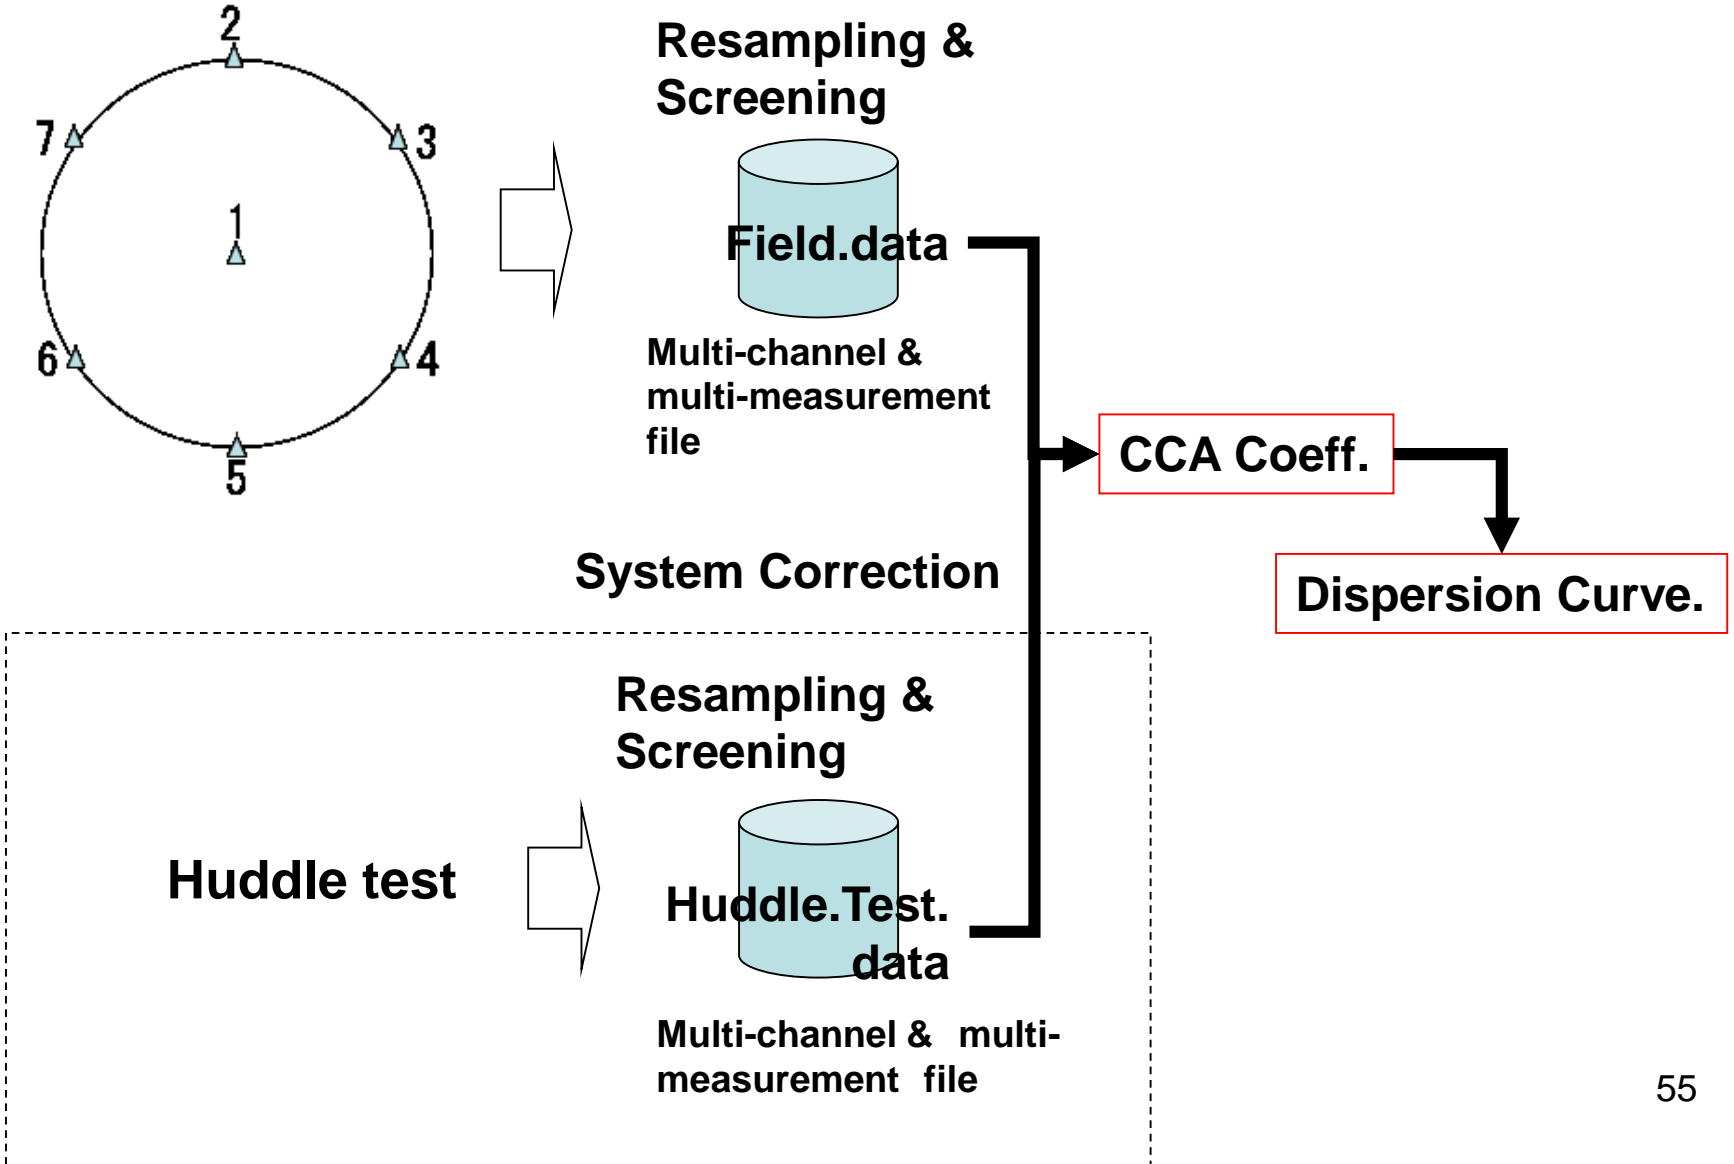 2
7
3
1
6
4
5
Resampling &
Screening
Field.data
Multi-channel &
multi-measurement
file
CCA Coeff.
Dispersion Curve.
System Correction
Resampling &
Screening
Huddle test
Huddle.Test.
data
Multi-channel & multi-
measurement file
55